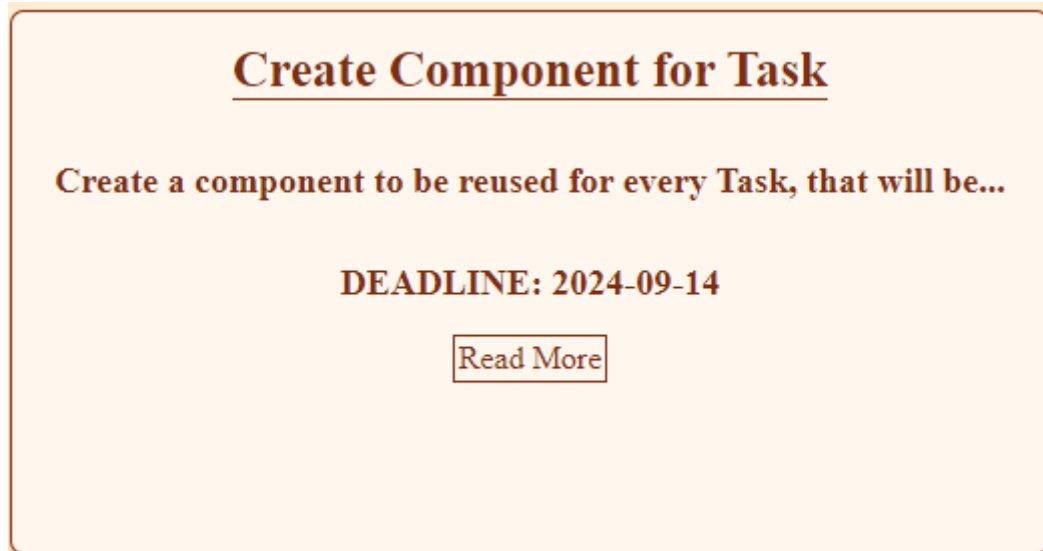 Create Component for Task
Create a component to be reused for every Task, that will be...
DEADLINE: 2024-09-14
Read More